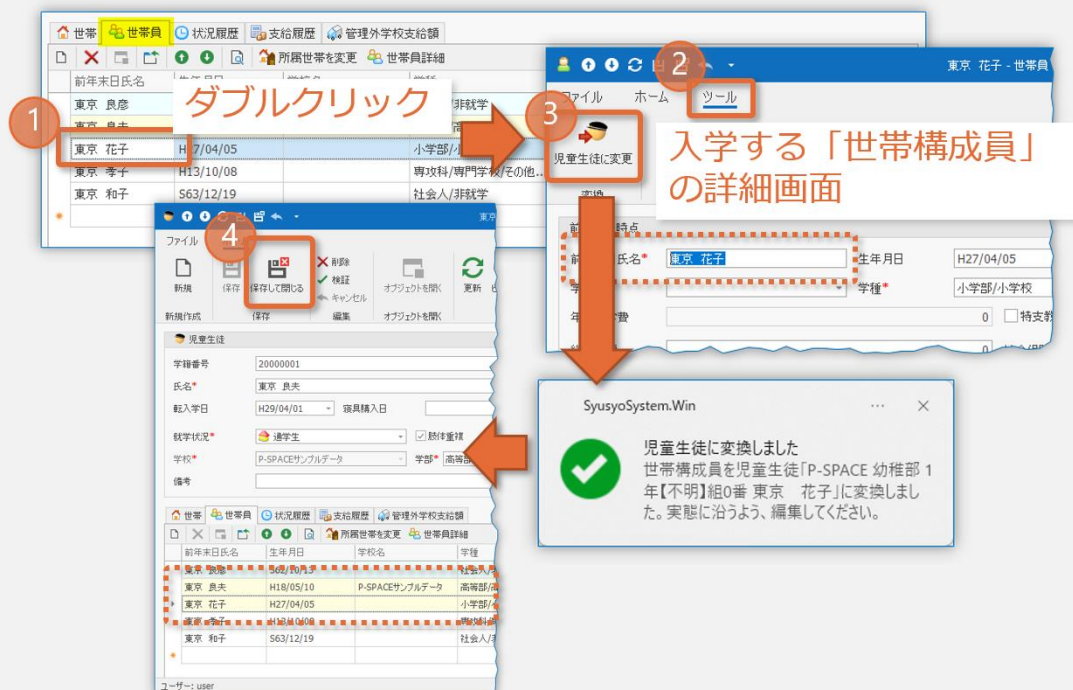 世帯 世帯員 状況履歴 支給履歴 管理外学校支給額
所属世帯を変更 世帯員詳細
前年末日氏名
東京 良彦 /非就学
ダブルクリック
1
東京 花子 H27/04/05 小学部/
東京 孝子 H13/10/08 専攻科/専門学校/その他...
東京 和子 S63/12/19 社会人/非就学
2
東京 花子 - 世帯員
ファイル ホーム ツール
3
児童生徒に変更
入学する「世帯構成員」
の詳細画面
氏名* 東京 花子 生年月日 H27/04/05
学種* 小学部/小学校
0 特支教
0
4
東京
ファイル
新規 保存 保存して閉じる
削除
検証
キャンセル
オブジェクトを開く 更新
新規作成 保存 編集 オブジェクトを開く
児童生徒
学籍番号 20000001
氏名* 東京 良夫
転入学日 H29/04/01 寝具購入日
就学状況* 通学生 肢体重複
学校* P-SPACEサンプルデータ 学部* 高等部
備考
世帯 世帯員 状況履歴 支給履歴 管理外学校支給額
所属世帯を変更 世帯員詳細
前年末日氏名 生年月日 学校名 学種
東京 良夫 H18/05/10 P-SPACEサンプルデータ 高等部/高
東京 花子 H27/04/05 小学部/
東京 和子 S63/12/19 社会人/非
ユーザー: user
SyusyoSystem.Win
児童生徒に変換しました
世帯構成員を児童生徒「P-SPACE 幼稚部 1
年【不明】組0番 東京 花子」に変換しまし
た。実態に沿うよう、編集してください。